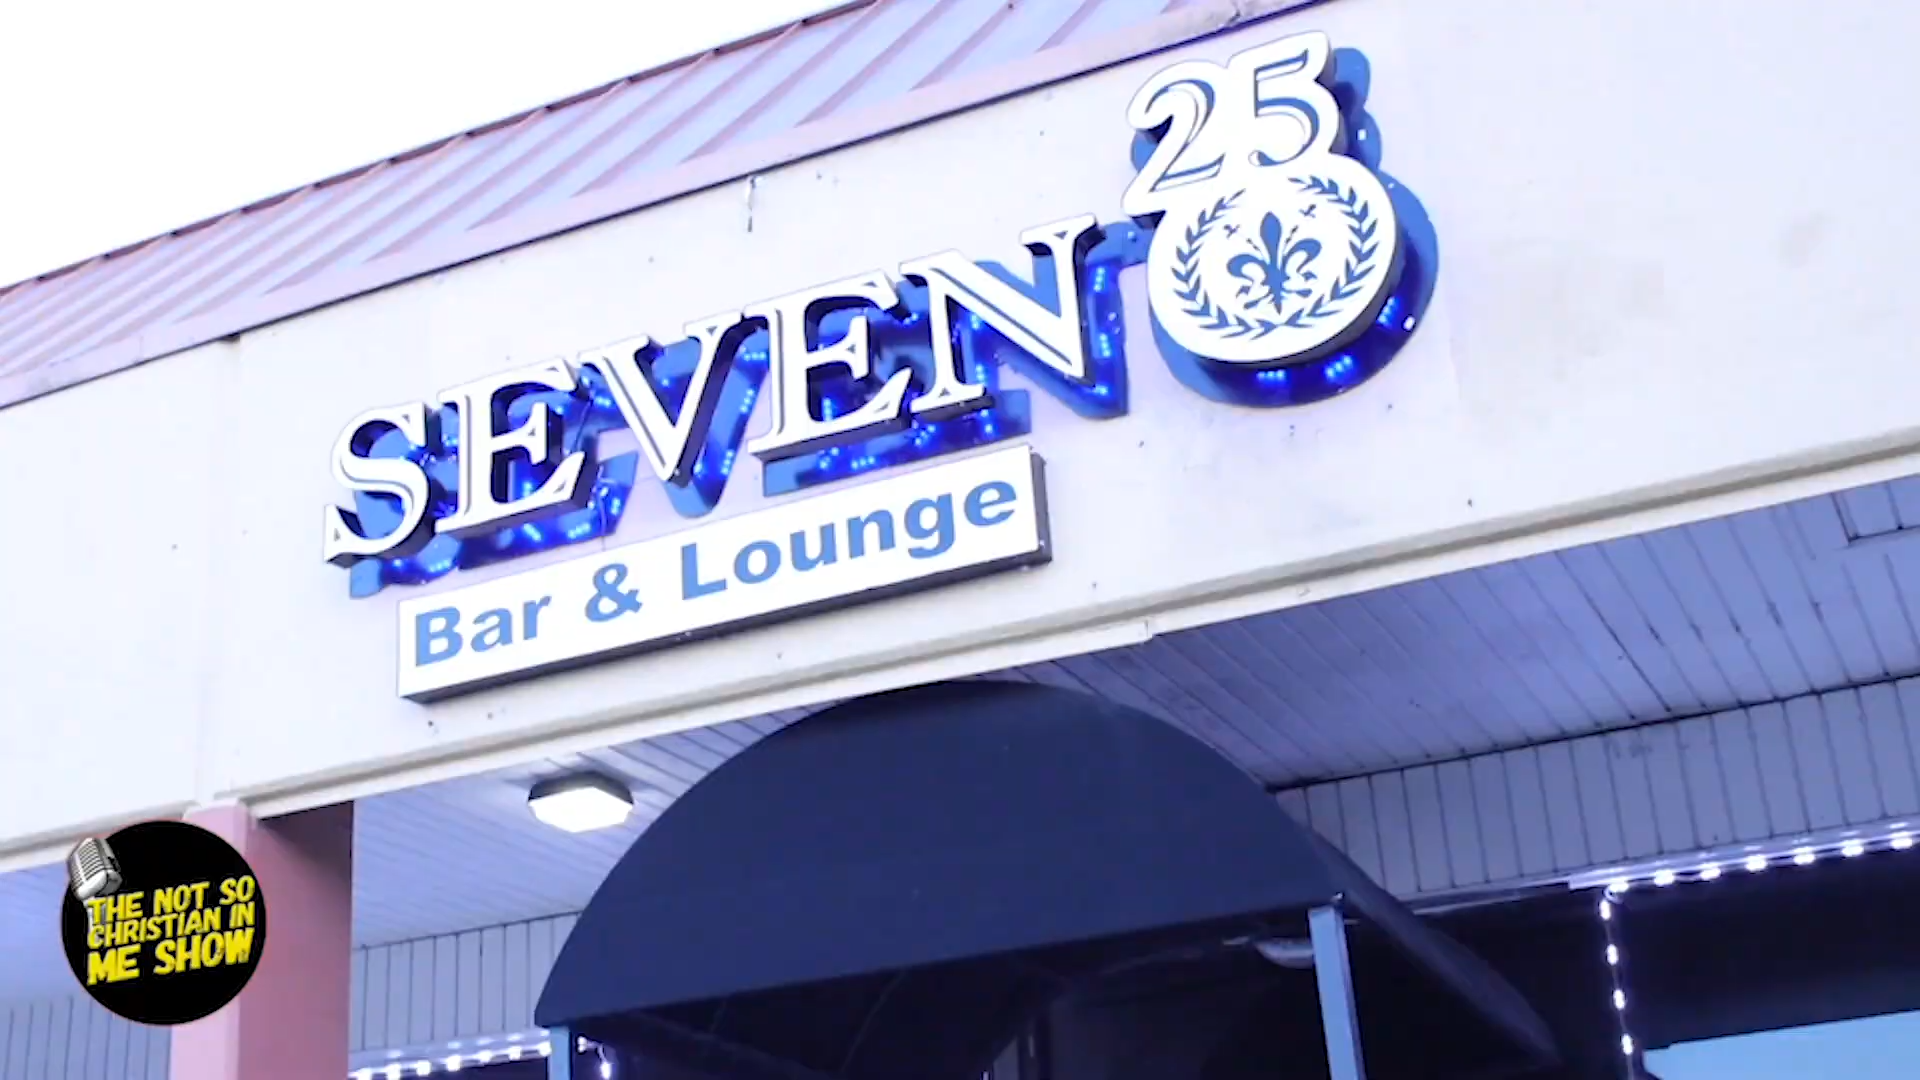 25
SEVEN
Bar & Lounge
THE NOT SO
CHRISTIAN IN
ME SHOW